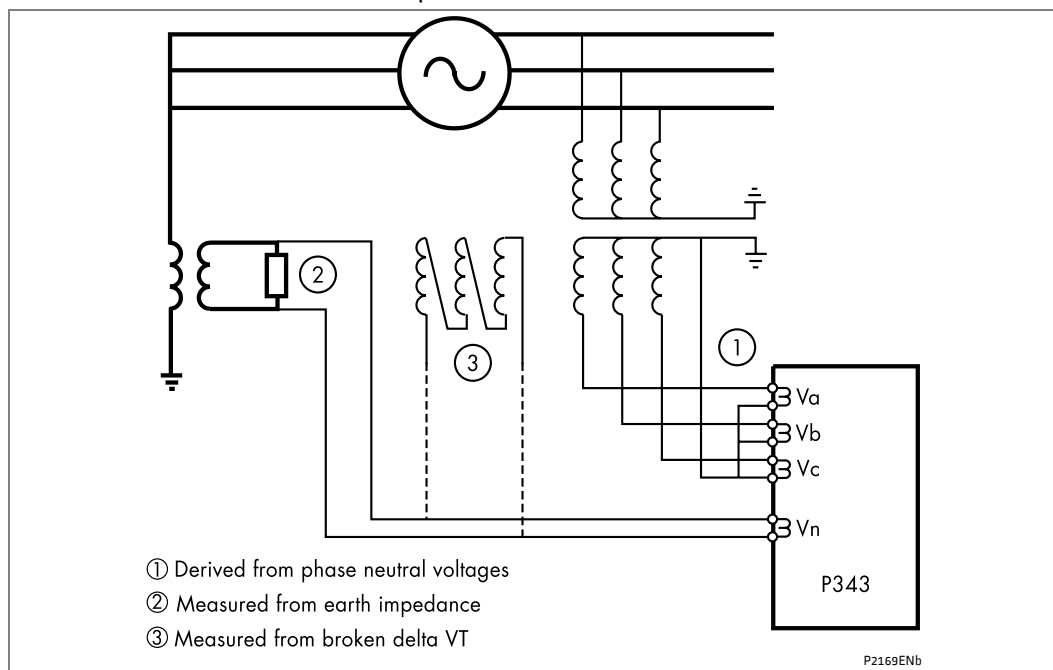 ②
③
①
Va
Vb
Vc
Vn
P343
① Derived from phase neutral voltages
② Measured from earth impedance
③ Measured from broken delta VT
P2169ENb